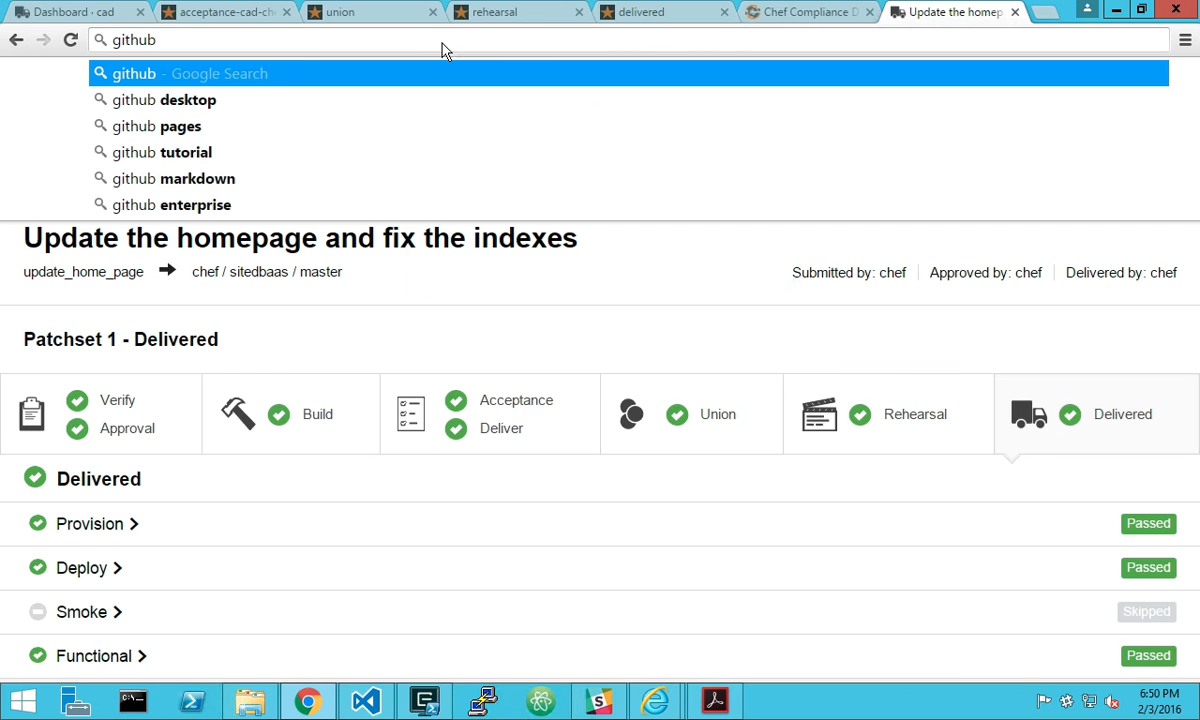 Dashboard · cad
acceptance-cad-che
union
rehearsal
delivered
Chef Compliance D
Update the homep
github
github - Google Search
github desktop
github pages
github tutorial
github markdown
github enterprise
Update the homepage and fix the indexes
update_home_page chef / sitedbaas / master
Submitted by: chef Approved by: chef Delivered by: chef
Patchset 1 - Delivered
Verify
Approval
Build
Acceptance
Deliver
Union
Rehearsal
Delivered
Delivered
Provision Passed
Deploy Passed
Smoke Skipped
Functional Passed
6:50 PM
2/3/2016